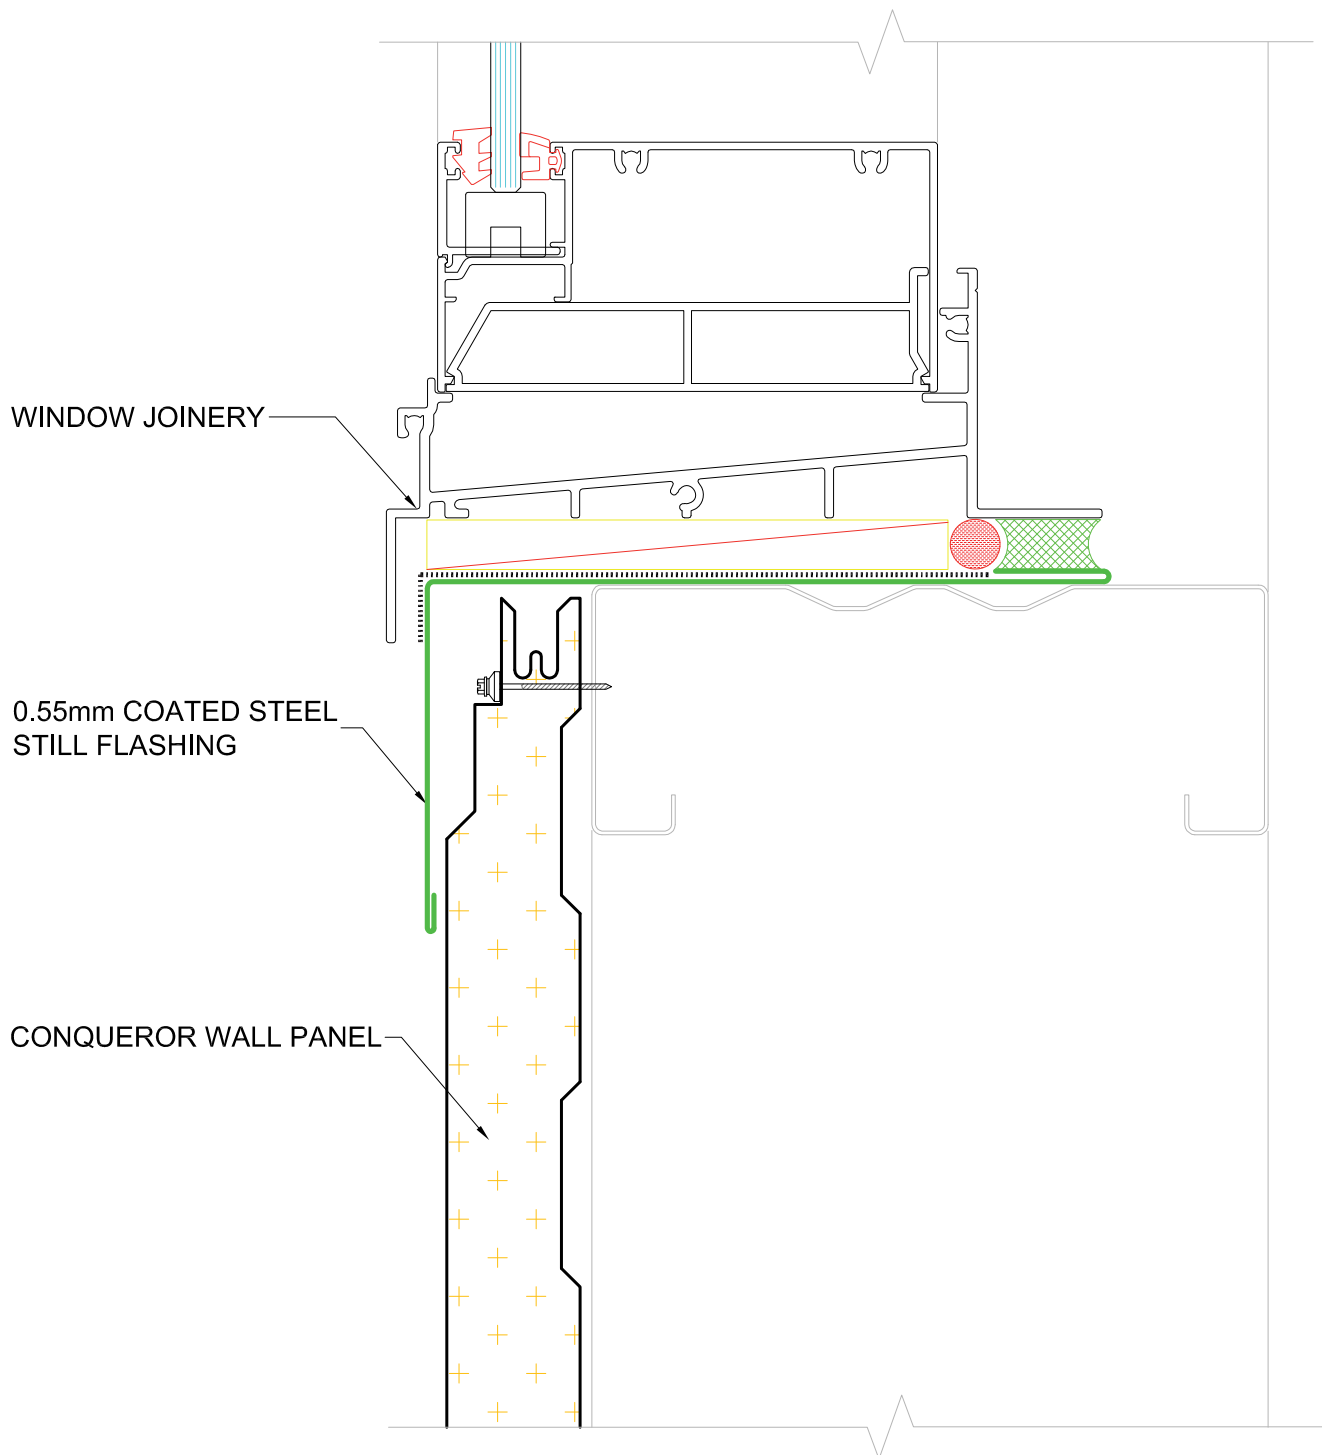 WINDOW JOINERY
0.55mm COATED STEEL
STILL FLASHING
CONQUEROR WALL PANEL